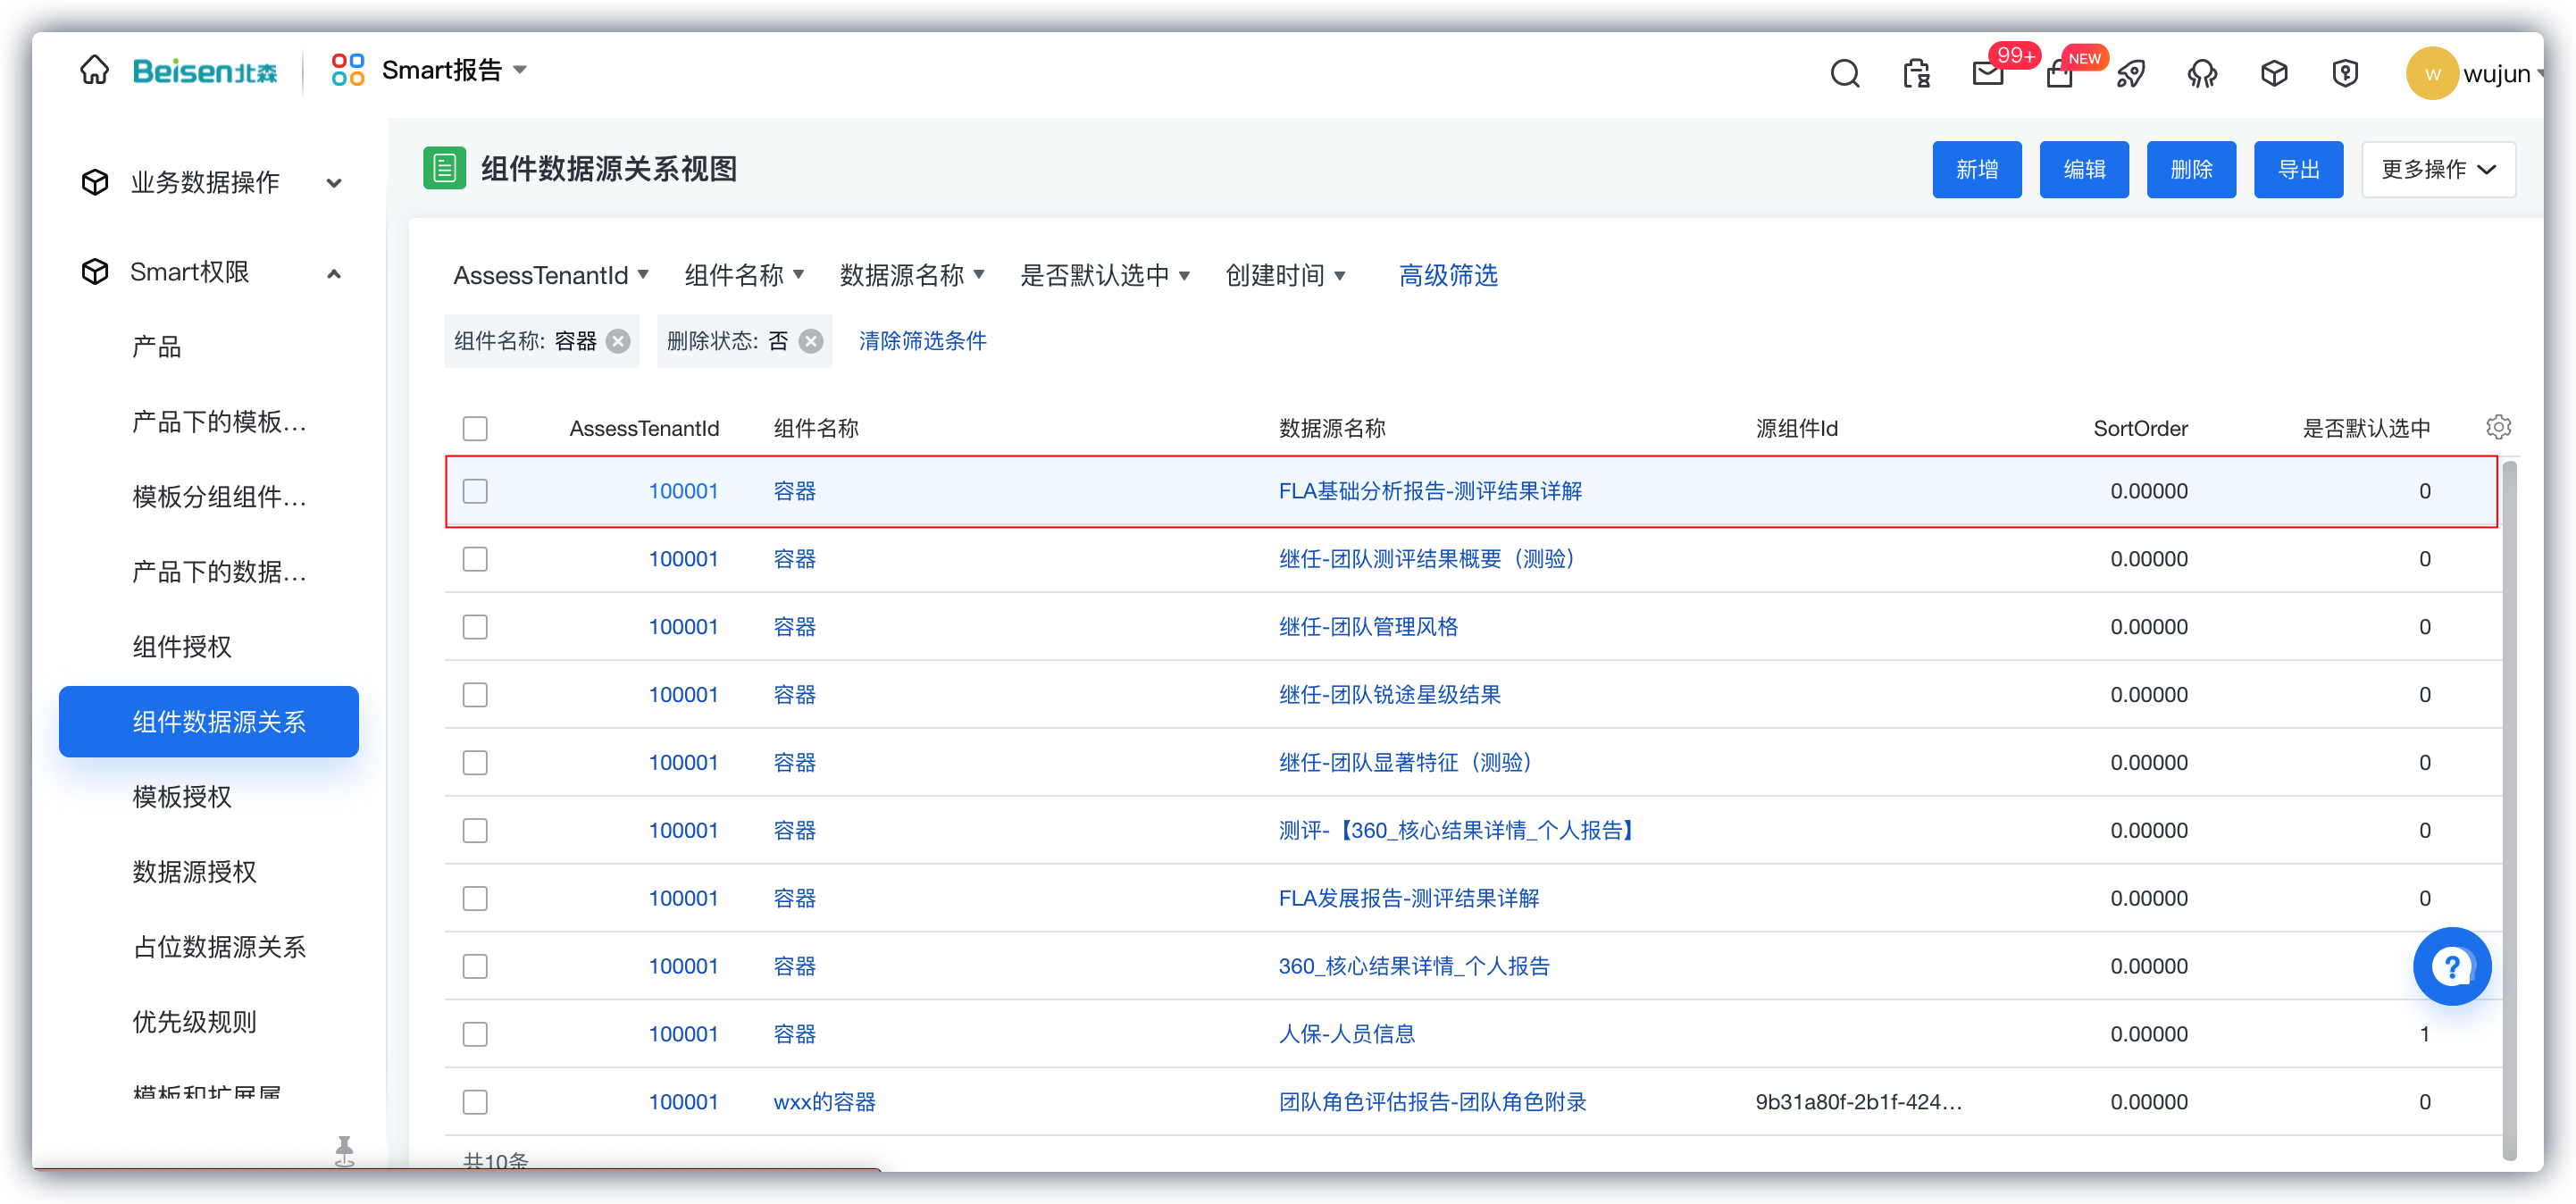 Beisen北森
Smart报告
99+
NEW
w
wujun
业务数据操作
Smart权限
产品
产品下的模板...
模板分组组件...
产品下的数据...
组件授权
组件数据源关系
模板授权
数据源授权
占位数据源关系
优先级规则
模板和扩展属
组件数据源关系视图
新增 编辑 删除 导出 更多操作
AssessTenantId 组件名称 数据源名称 是否默认选中 创建时间 高级筛选
组件名称: 容器 删除状态: 否 清除筛选条件
AssessTenantId 组件名称 数据源名称 源组件Id SortOrder 是否默认选中
100001 容器 FLA基础分析报告-测评结果详解 0.00000 0
100001 容器 继任-团队测评结果概要（测验） 0.00000 0
100001 容器 继任-团队管理风格 0.00000 0
100001 容器 继任-团队锐途星级结果 0.00000 0
100001 容器 继任-团队显著特征（测验） 0.00000 0
100001 容器 测评-【360_核心结果详情_个人报告】 0.00000 0
100001 容器 FLA发展报告-测评结果详解 0.00000 0
100001 容器 360_核心结果详情_个人报告 0.00000
100001 容器 人保-人员信息 0.00000 1
100001 wxx的容器 团队角色评估报告-团队角色附录 9b31a80f-2b1f-424... 0.00000 0
共10条